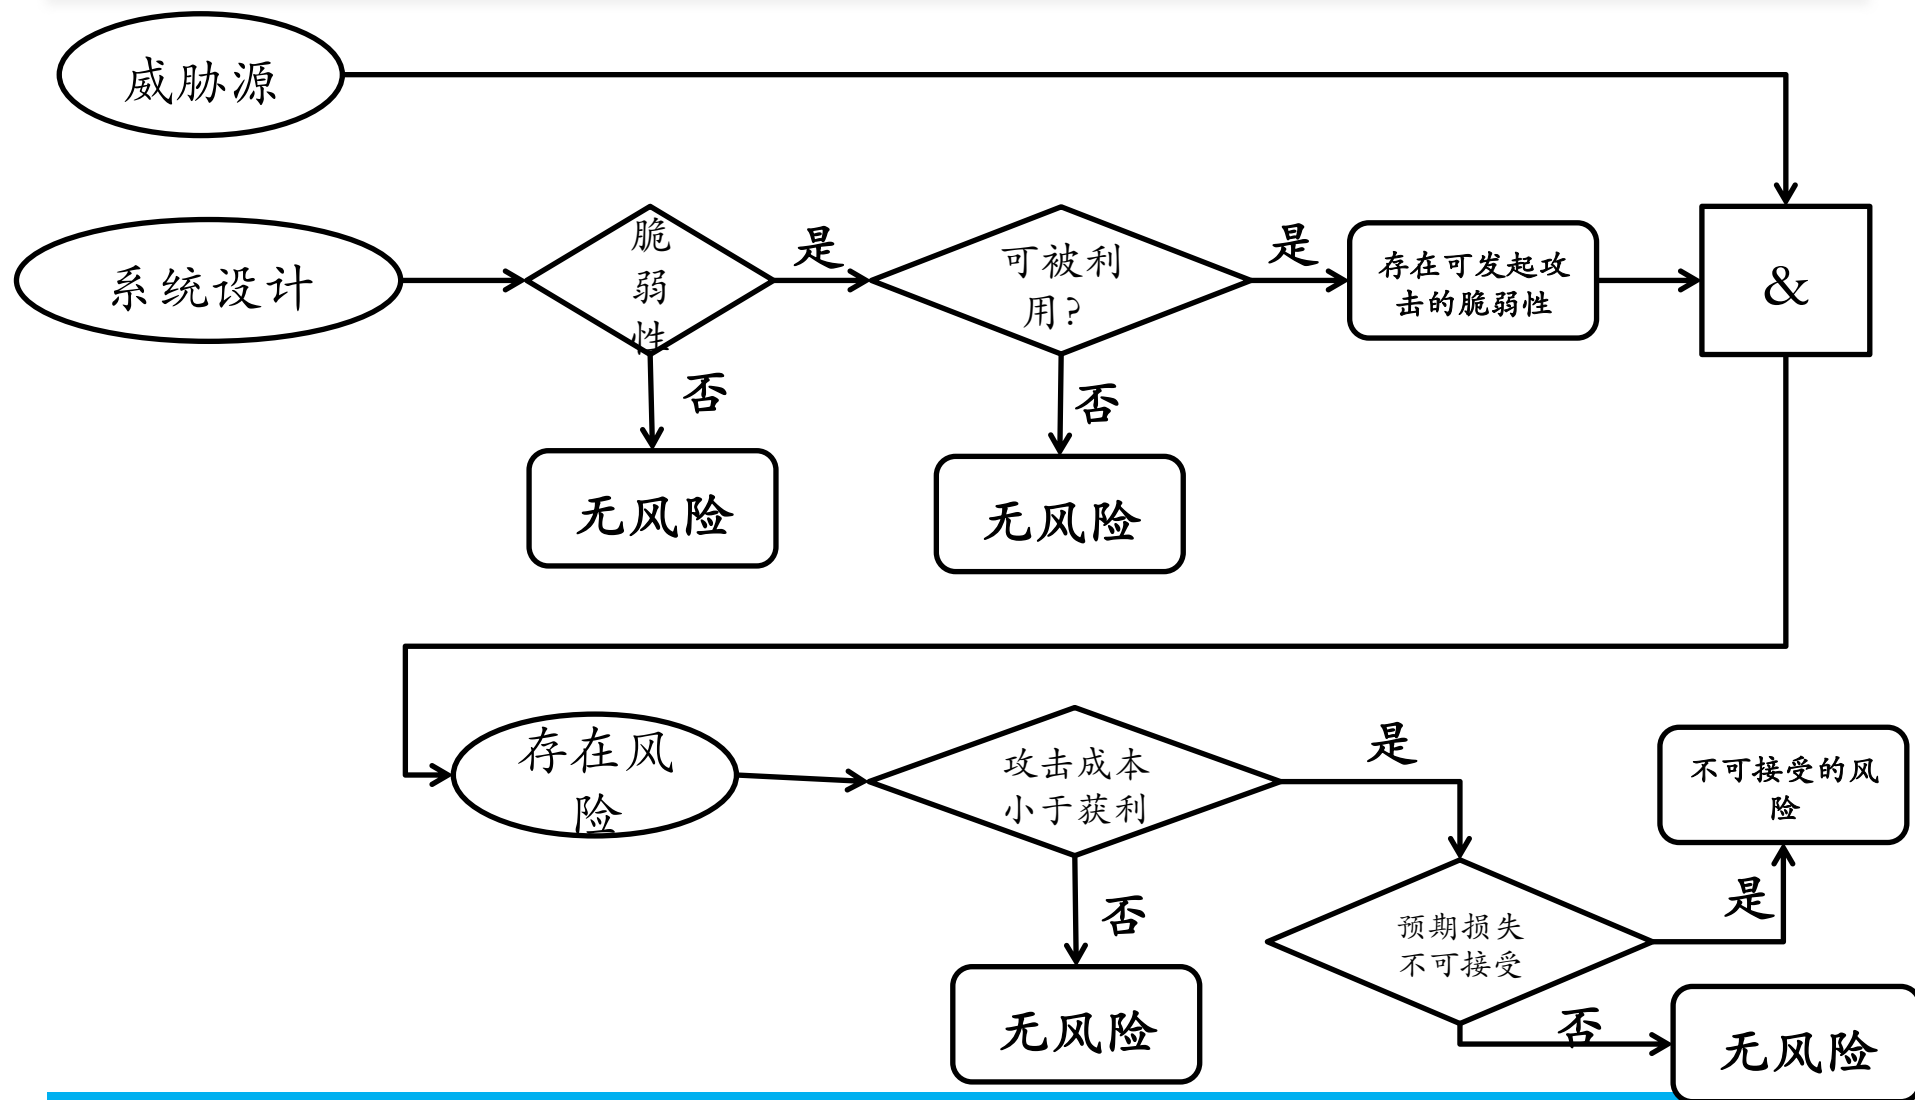 威胁源
系统设计
脆
弱
性
是
可被利
用?
是
存在可发起攻
击的脆弱性
&
否
无风险
否
无风险
存在风
险
攻击成本
小于获利
是
不可接受的风
险
否
无风险
预期损失
不可接受
是
否
无风险